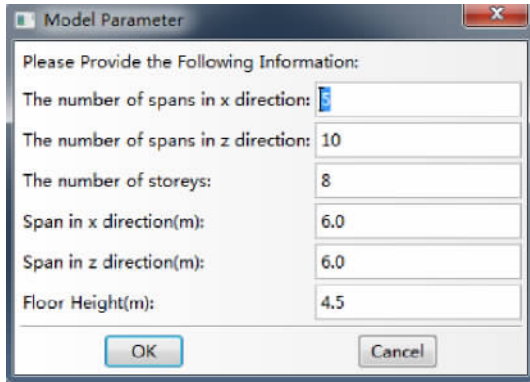 Model Parameter
Please Provide the Following Information:
The number of spans in x direction: 5
The number of spans in z direction: 10
The number of storeys: 8
Span in x direction(m): 6.0
Span in z direction(m): 6.0
Floor Height(m): 4.5
OK Cancel